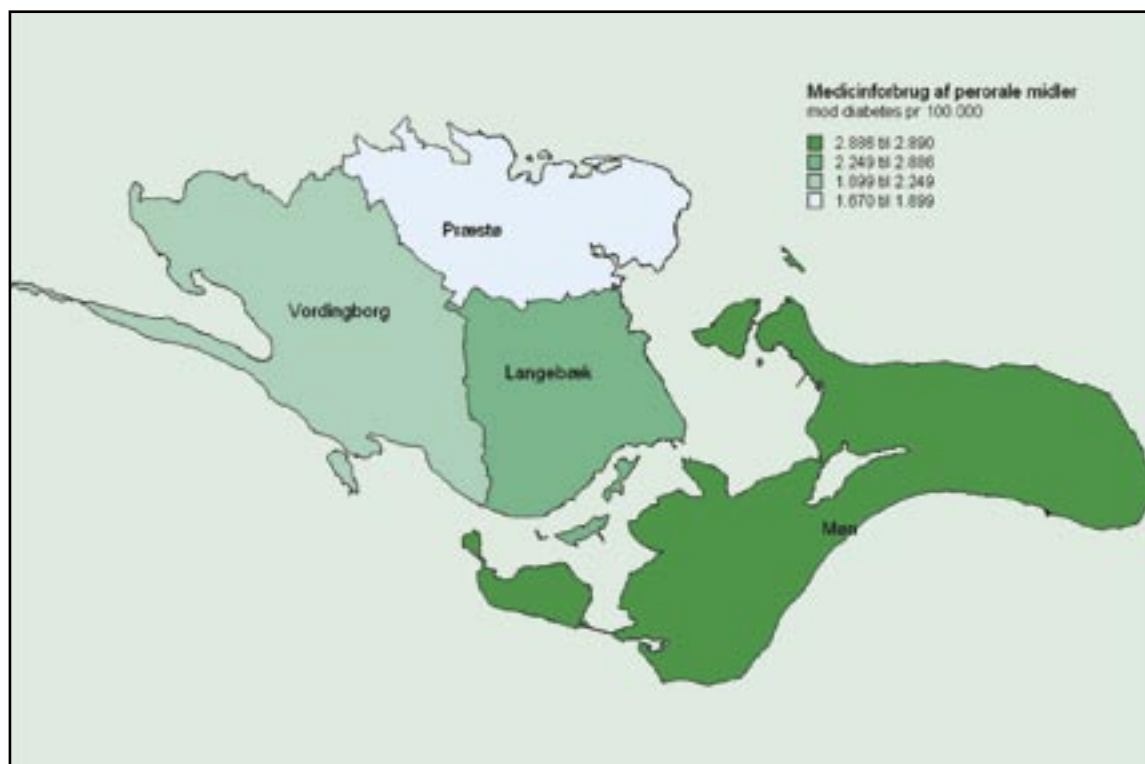 Medicinforbrug af perorale midler
mod diabetes pr 100.000
2.886 til 2.890
2.249 til 2.886
1.899 til 2.249
1.670 til 1.899
Præstø
Vordingborg
Langebæk
Møn